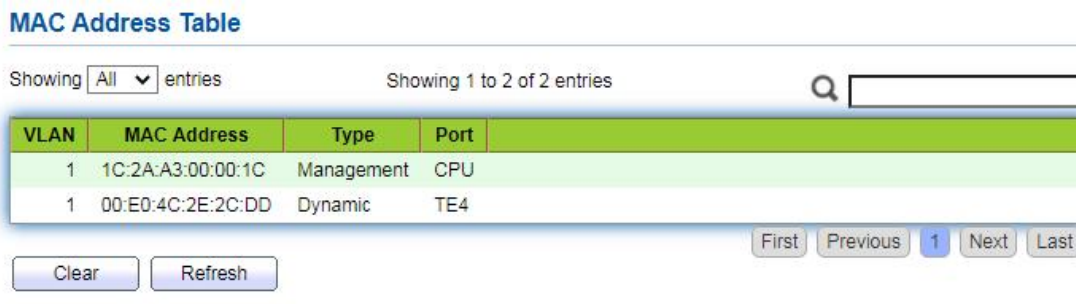 MAC Address Table
Showing All entries Showing 1 to 2 of 2 entries
VLAN MAC Address Type Port
1 1C:2A:A3:00:00:1C Management CPU
1 00:E0:4C:2E:2C:DD Dynamic TE4
First Previous 1 Next Last
Clear Refresh